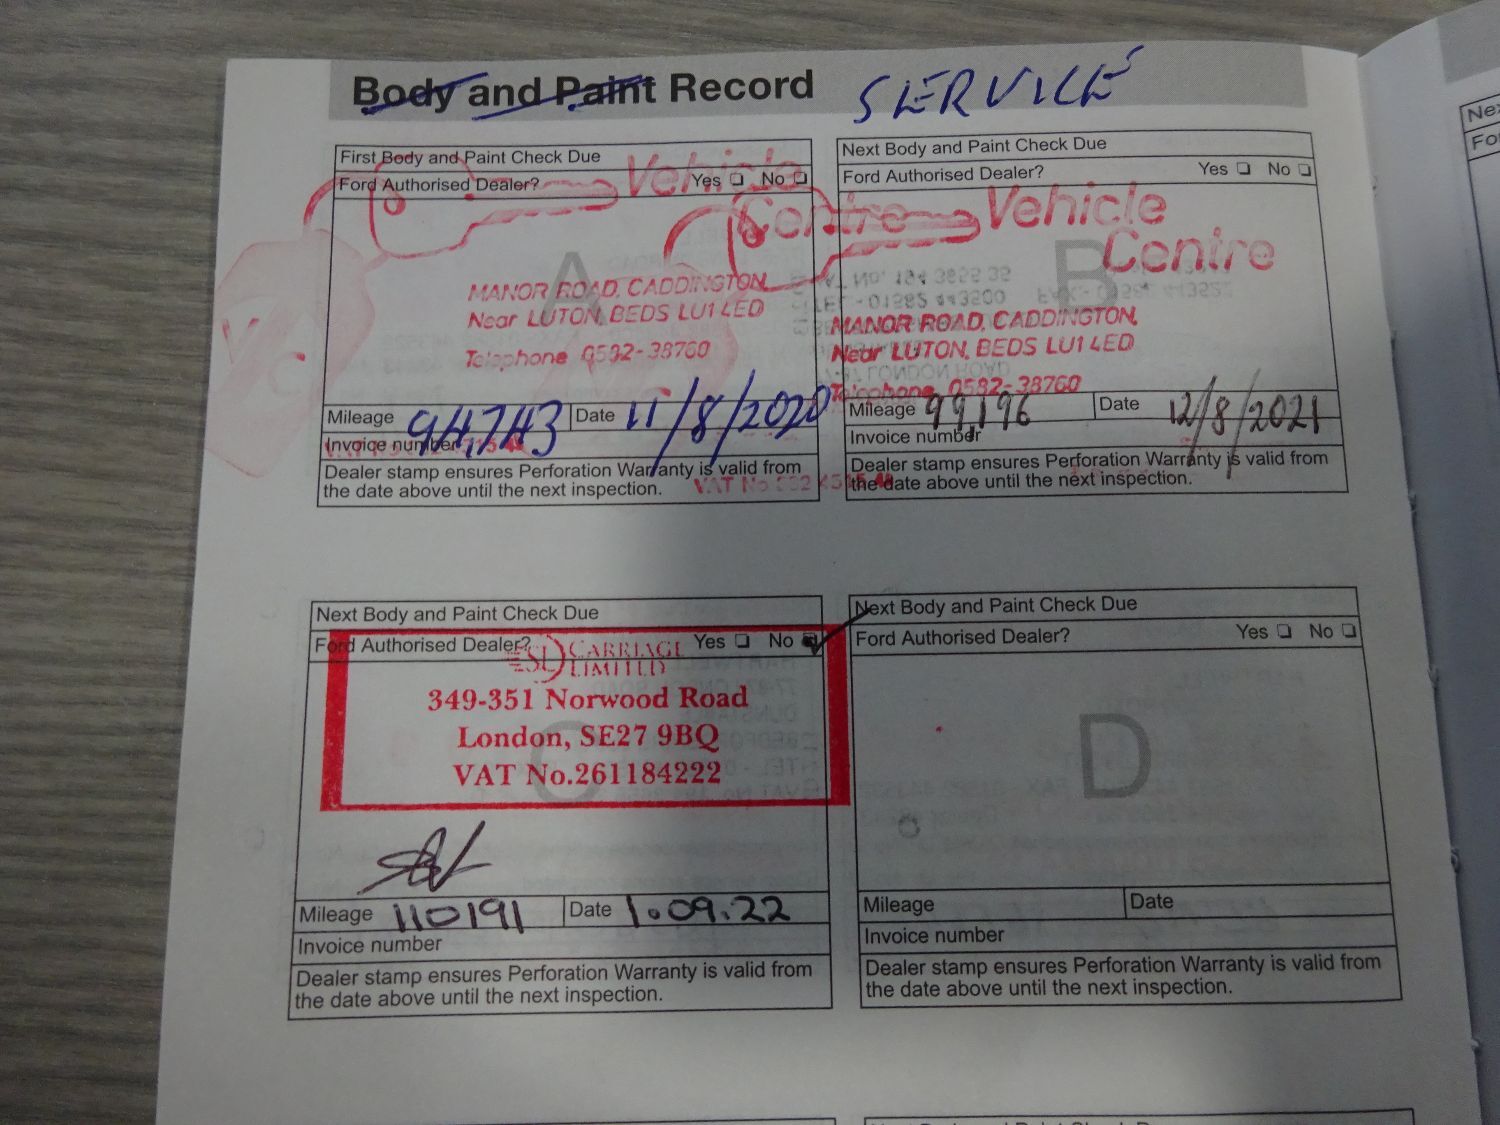 Body and Paint Record SERVICE
First Body and Paint Check Due
Ford Authorised Dealer? Yes No
Vehicle
Centre
A
MANOR ROAD, CADDINGTON,
Near LUTON, BEDS LU1 4ED
Telephone 0582-38760
VC
Mileage 94,743 Date 11/8/2020
Invoice number
Dealer stamp ensures Perforation Warranty is valid from
the date above until the next inspection.
Next Body and Paint Check Due
Ford Authorised Dealer? Yes No
Vehicle
Centre
B
MANOR ROAD, CADDINGTON,
Near LUTON, BEDS LU1 4ED
Telephone 0582-38760
Mileage 99,196 Date 12/8/2021
Invoice number
Dealer stamp ensures Perforation Warranty is valid from
the date above until the next inspection.
VAT No
Next Body and Paint Check Due
Ford Authorised Dealer? Yes No
SL CARRIAGE
LIMITED
349-351 Norwood Road
London, SE27 9BQ
VAT No.261184222
C
Mileage 110191 Date 1.09.22
Invoice number
Dealer stamp ensures Perforation Warranty is valid from
the date above until the next inspection.
Next Body and Paint Check Due
Ford Authorised Dealer? Yes No
D
Mileage Date
Invoice number
Dealer stamp ensures Perforation Warranty is valid from
the date above until the next inspection.